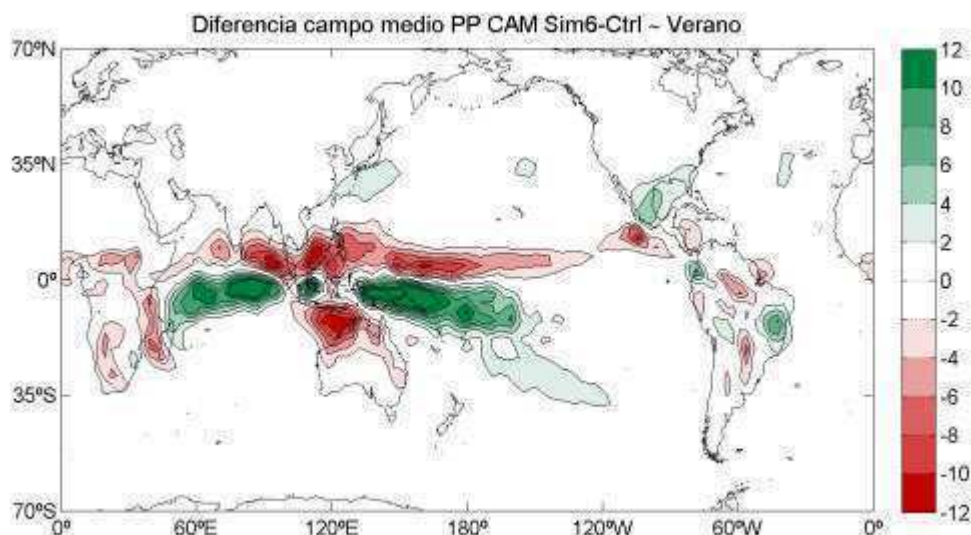 Diferencia campo medio PP CAM Sim6-Ctrl ~ Verano
70ºN
35ºN
0º
35ºS
70ºS
0º
60ºE
120ºE
180º
120ºW
60ºW
0º
12
10
8
6
4
2
0
-2
-4
-6
-8
-10
-12